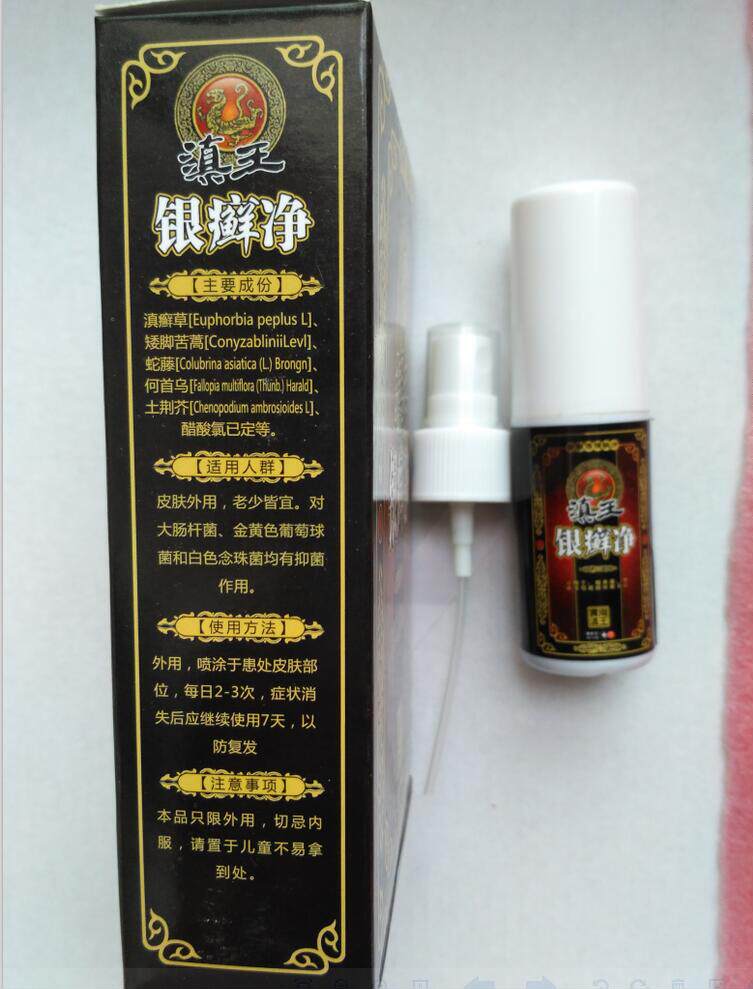 滇王
银癣净
【主要成份】
滇癣草[Euphorbia peplus L]、
矮脚苦蒿[ConyzabliniiLevl]、
蛇藤[Colubrina asiatica (L.) Brongn]、
何首乌[Fallopia multiflora (Thunb.) Harald]、
土荆芥[Chenopodium ambrosioides L]、
醋酸氯已定等。
【适用人群】
皮肤外用，老少皆宜。对
大肠杆菌、金黄色葡萄球
菌和白色念珠菌均有抑菌
作用。
【使用方法】
外用，喷涂于患处皮肤部
位，每日2-3次，症状消
失后应继续使用7天，以
防复发
【注意事项】
本品只限外用，切忌内
服，请置于儿童不易拿
到处。
滇王
银癣净